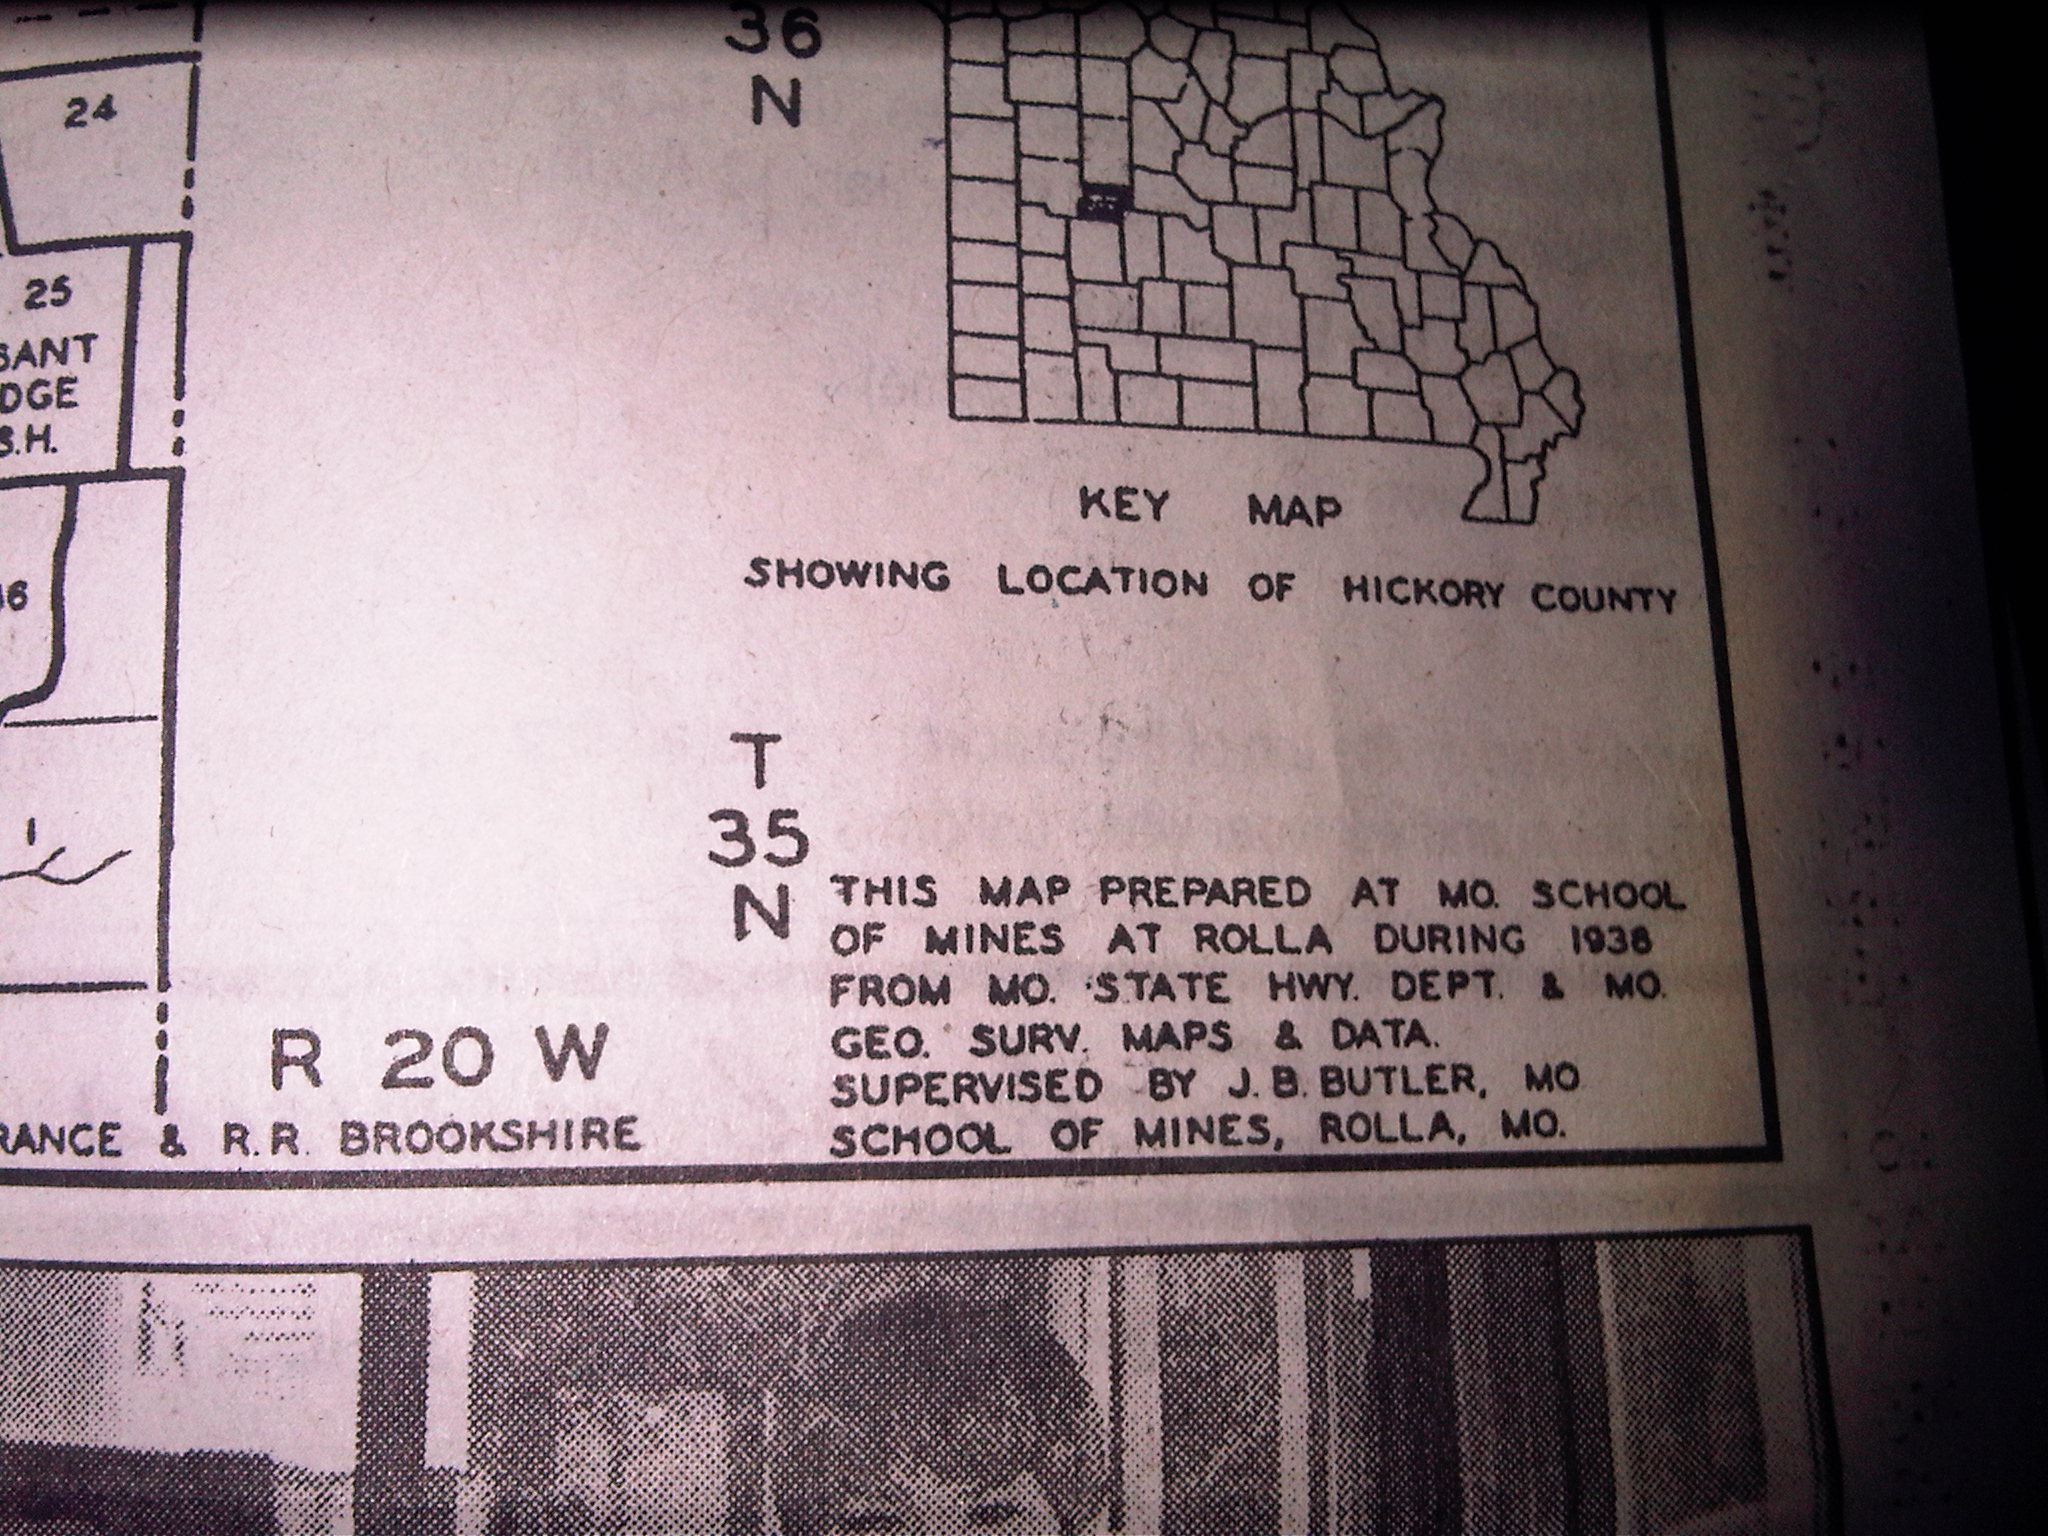 36
N
24
25
SANT
DGE
S.H.
KEY MAP
SHOWING LOCATION OF HICKORY COUNTY
16
T
35
N
1
THIS MAP PREPARED AT MO. SCHOOL
OF MINES AT ROLLA DURING 1938
FROM MO. STATE HWY. DEPT. & MO.
GEO. SURV. MAPS & DATA.
SUPERVISED BY J. B. BUTLER, MO
SCHOOL OF MINES, ROLLA, MO.
R 20 W
RANCE & R. R. BROOKSHIRE